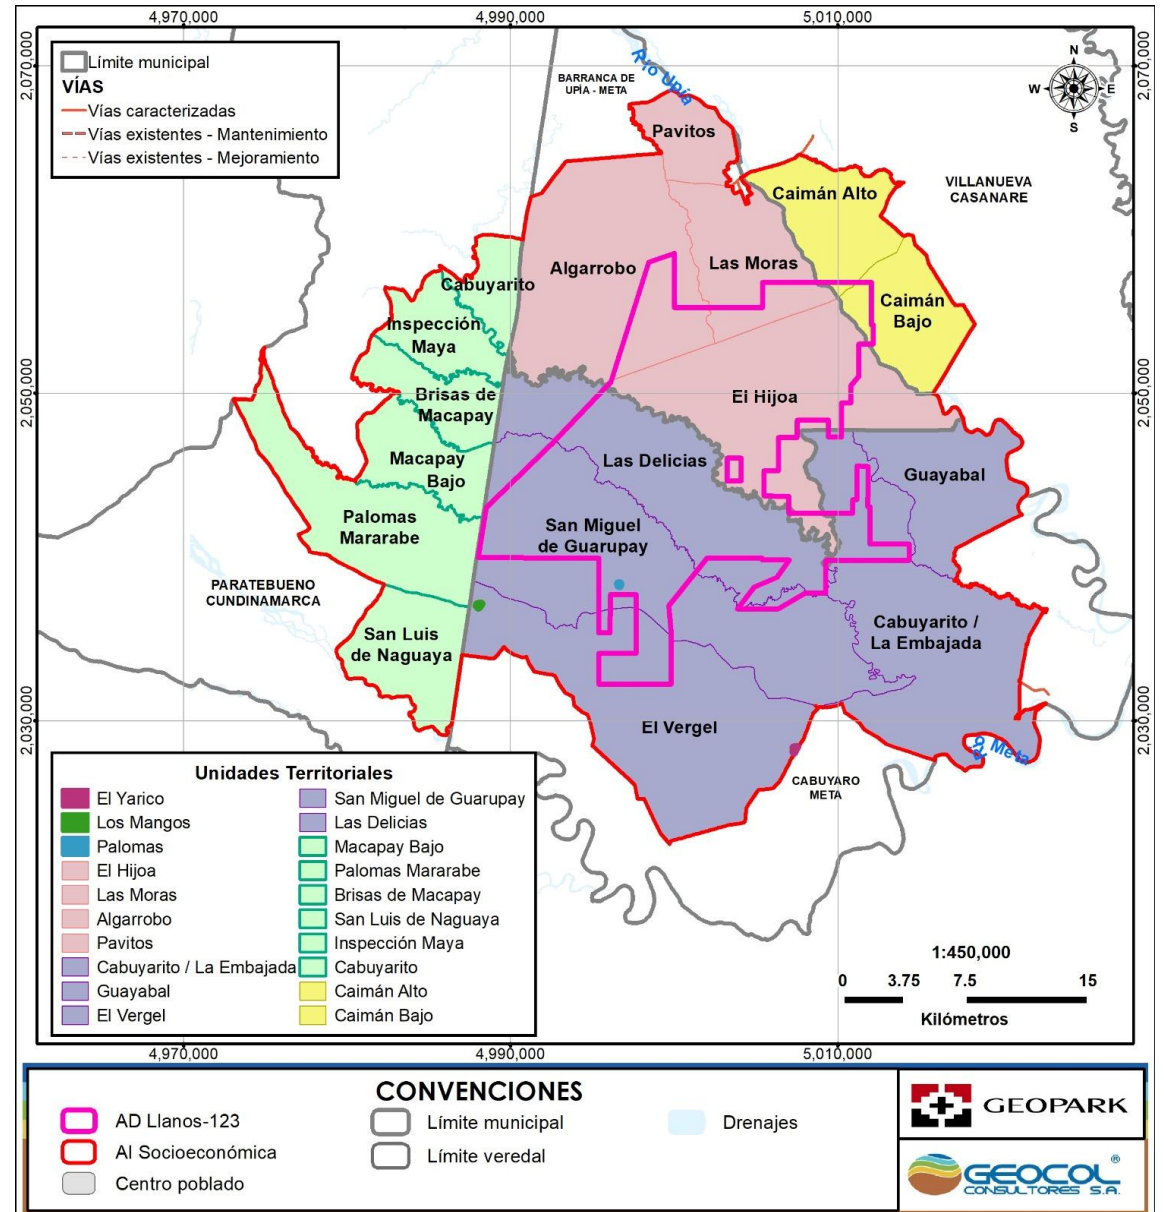 4,970,000
4,990,000
5,010,000
2,070,000
2,070,000
Límite municipal
VÍAS
Vías caracterizadas
Vías existentes - Mantenimiento
Vías existentes - Mejoramiento
BARRANCA DE
UPÍA - META
Río Upía
N
W
E
S
Pavitos
Caimán Alto
VILLANUEVA
CASANARE
Algarrobo
Las Moras
Cabuyarito
Caimán
Bajo
Inspección
Maya
2,050,000
2,050,000
Brisas de
Macapay
El Hijoa
Macapay
Bajo
Las Delicias
Guayabal
Palomas
Mararabe
San Miguel
de Guarupay
PARATEBUENO
CUNDINAMARCA
San Luis
de Naguaya
Cabuyarito /
La Embajada
2,030,000
2,030,000
El Vergel
Río Meta
CABUYARO
META
Unidades Territoriales
El Yarico
Los Mangos
Palomas
El Hijoa
Las Moras
Algarrobo
Pavitos
Cabuyarito / La Embajada
Guayabal
El Vergel
San Miguel de Guarupay
Las Delicias
Macapay Bajo
Palomas Mararabe
Brisas de Macapay
San Luis de Naguaya
Inspección Maya
Cabuyarito
Caimán Alto
Caimán Bajo
1:450,000
0 3.75 7.5 15
Kilómetros
4,970,000
4,990,000
5,010,000
CONVENCIONES
AD Llanos-123
AI Socioeconómica
Centro poblado
Límite municipal
Límite veredal
Drenajes
GEOPARK
GEOCOL®
CONSULTORES S.A.